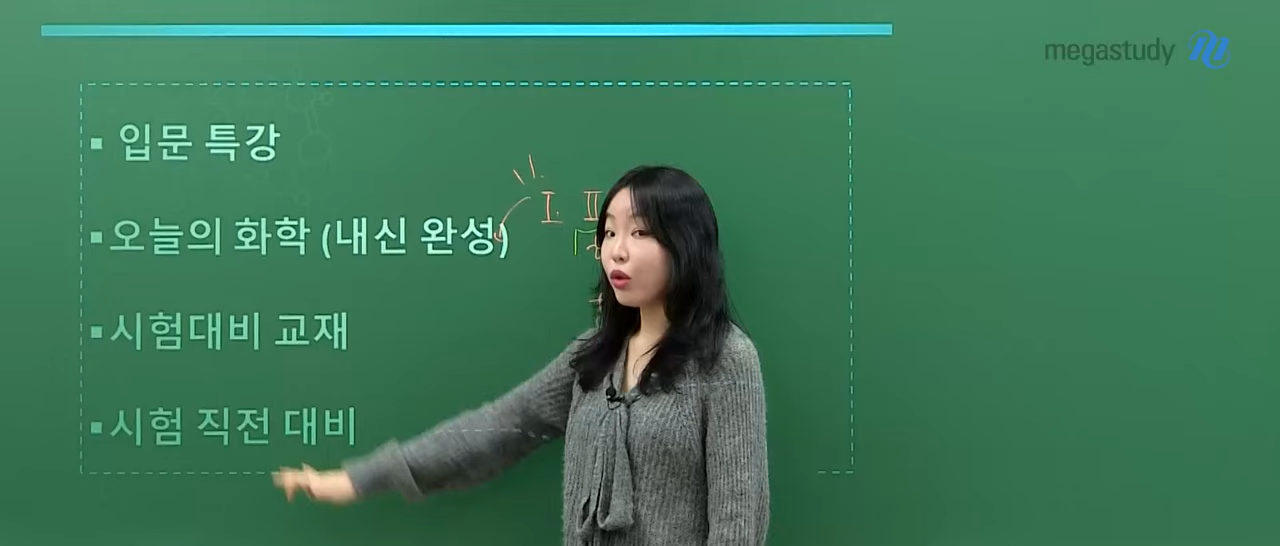 megastudy
▪ 입문 특강
I. II
▪ 오늘의 화학 (내신 완성)
▪ 시험대비 교재
▪ 시험 직전 대비